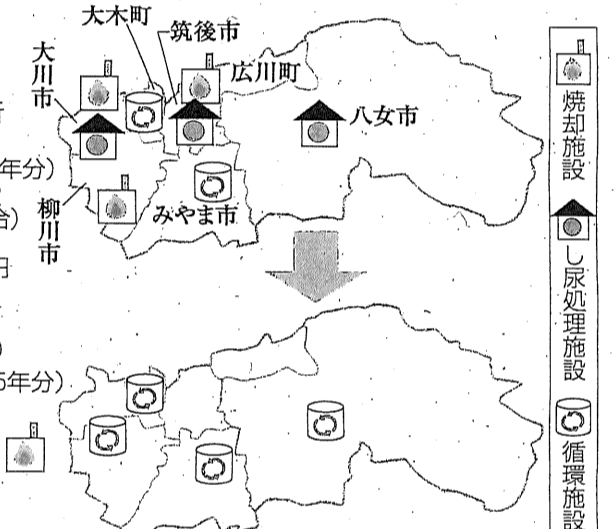 大木町
筑後市
大川市
広川町
八女市
年分）
合）
柳川市
みやま市
円
）
5年分）
焼却施設
し尿処理施設
循環施設